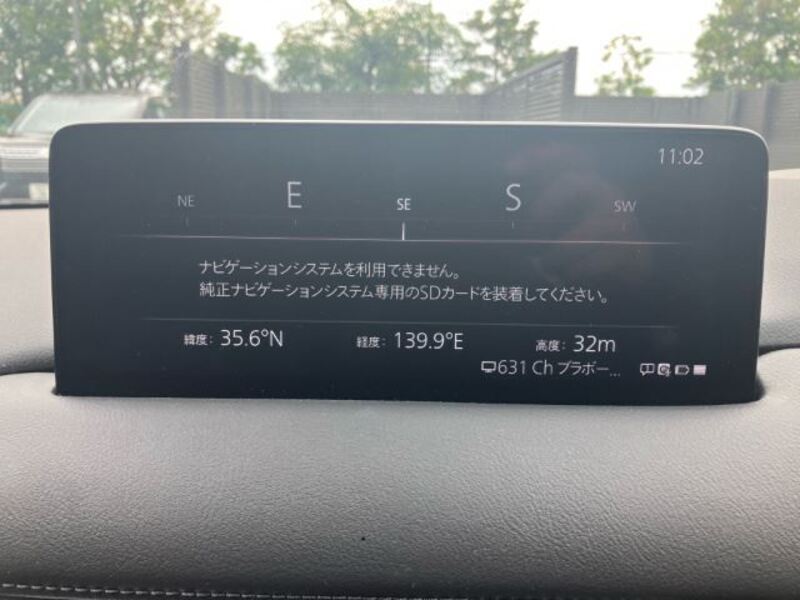 11:02
NE E SE S SW
ナビゲーションシステムを利用できません。
純正ナビゲーションシステム専用のSDカードを装着してください。
緯度: 35.6°N 経度: 139.9°E 高度: 32m
631 Ch ブラボー...